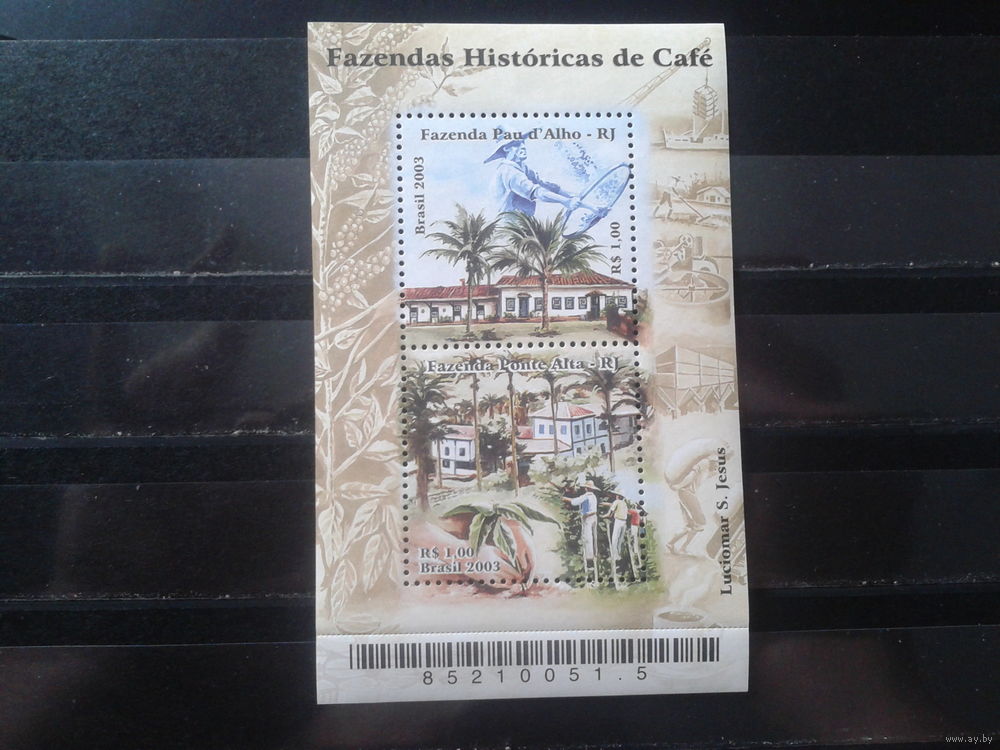 Fazendas Históricas de Café
Fazenda Pau d'Alho - RJ
Brasil 2003
R$ 1,00
Fazenda Ponte Alta - RJ
R$ 1,00
Brasil 2003
Luciomar S. Jesus
85210051.5
www.ay.by